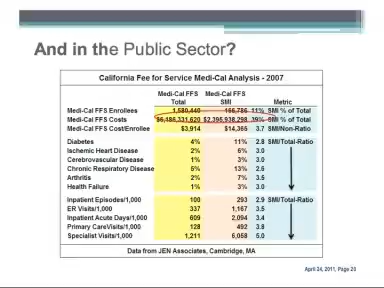 And in the Public Sector?
California Fee for Service Medi-Cal Analysis - 2007
Medi-Cal FFS Medi-Cal FFS
Total SMI Metric
Medi-Cal FFS Enrollees 1,580,440 166,786 11% SMI % of Total
Medi-Cal FFS Costs $6,186,331,620 $2,395,938,298 39% SMI % of Total
Medi-Cal FFS Cost/Enrollee $3,914 $14,365 3.7 SMI/Non-Ratio
Diabetes 4% 11% 2.8 SMI/Total-Ratio
Ischemic Heart Disease 2% 6% 3.0
Cerebrovascular Disease 1% 3% 3.0
Chronic Respiratory Disease 5% 13% 2.6
Arthritis 2% 7% 3.5
Health Failure 1% 3% 3.0
Inpatient Episodes/1,000 100 293 2.9 SMI/Total-Ratio
ER Visits/1,000 337 1,167 3.5
Inpatient Acute Days/1,000 609 2,094 3.4
Primary CareVisits/1,000 128 492 3.8
Specialist Visits/1,000 1,211 6,058 5.0
Data from JEN Associates, Cambridge, MA
April 24, 2011, Page 20